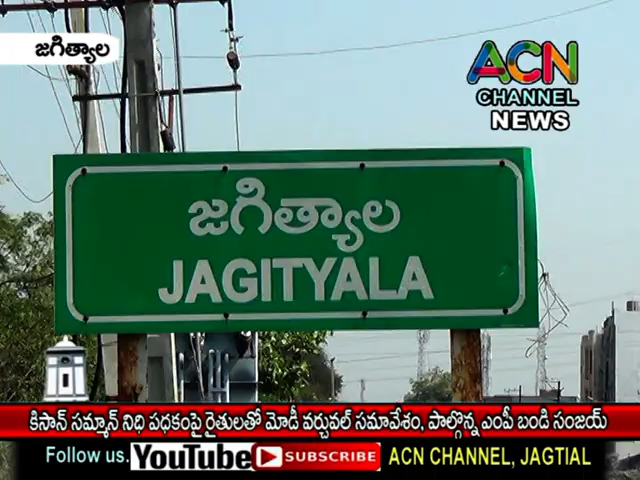 జగిత్యాల
ACN
CHANNEL
NEWS
జగిత్యాల
JAGITYALA
కిసాన్ సమ్మాన్ నిధి పధకంపై రైతులతో మోడీ వర్చువల్ సమావేశం, పాల్గొన్న ఎంపీ బండి సంజయ్
Follow us. YouTube SUBSCRIBE ACN CHANNEL, JAGTIAL